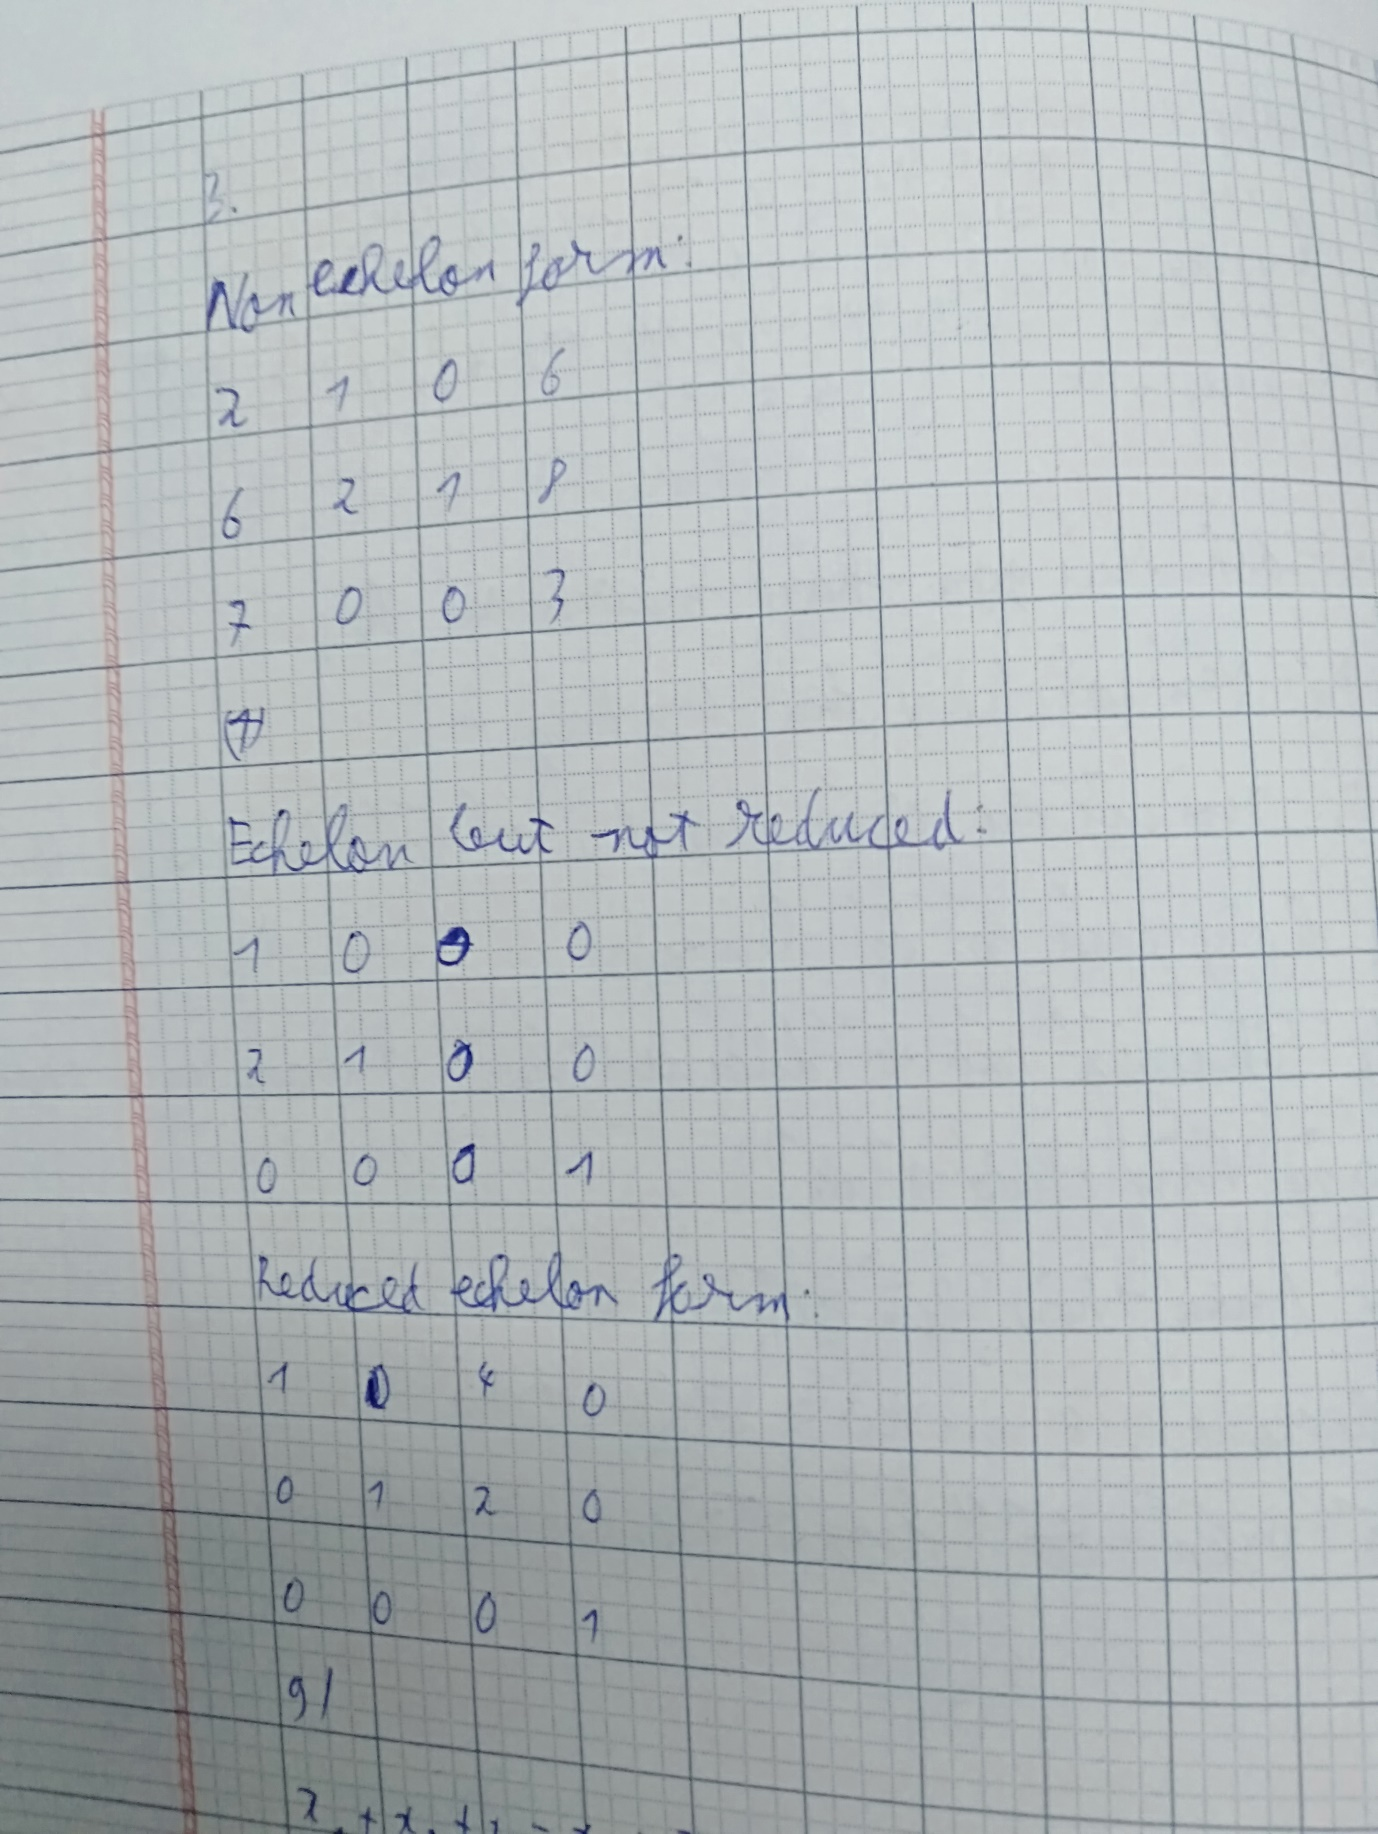 3.
Non echelon form:
2 1 0 6
6 2 1 8
7 0 0 3
Echelon but not reduced:
1 0 0 0
2 1 0 0
0 0 0 1
Reduced echelon form:
1 0 4 0
0 1 2 0
0 0 0 1
9/